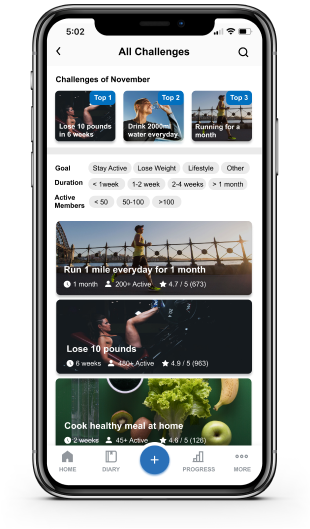 5:02
All Challenges
Challenges of November
Top 1
Top 2
Top 3
Lose 10 pounds
in 6 weeks
Drink 2000ml
water everyday
Running for a
month
Goal
Stay Active
Lose Weight
Lifestyle
Other
Duration
< 1week
1-2 week
2-4 weeks
> 1 month
Active
Members
< 50
50-100
>100
Run 1 mile everyday for 1 month
1 month 200+ Active 4.7 / 5 (673)
Lose 10 pounds
6 weeks 480+ Active 4.9 / 5 (963)
Cook healthy meal at home
2 weeks 45+ Active 4.6 / 5 (126)
HOME
DIARY
+
PROGRESS
MORE